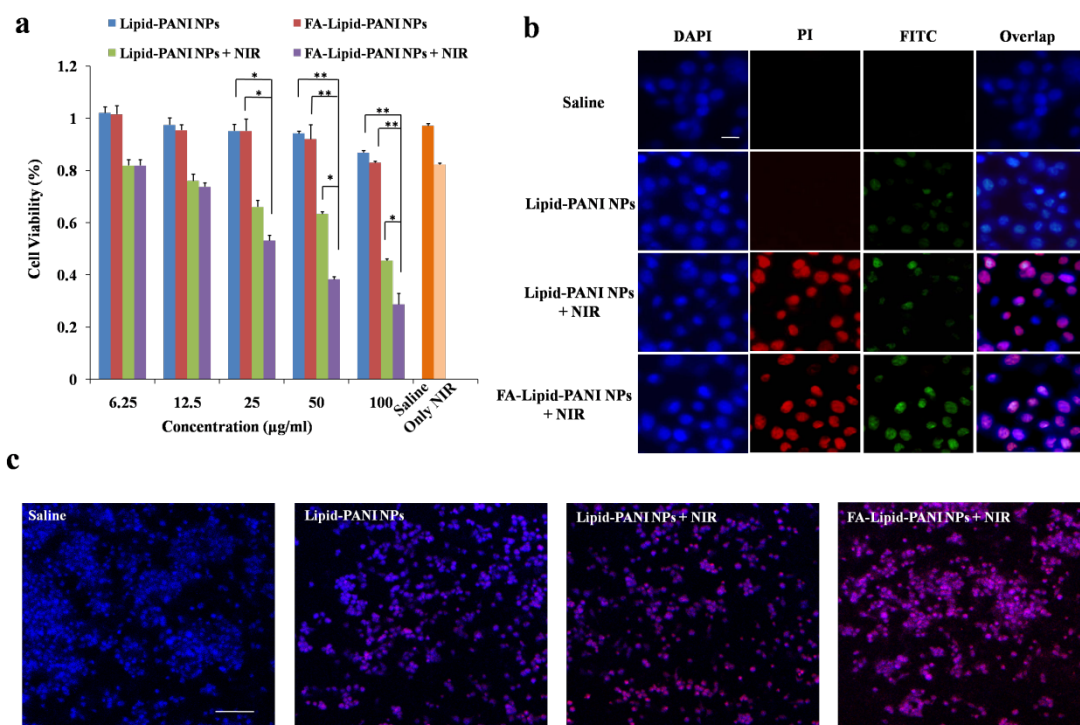 a
Lipid-PANI NPs
FA-Lipid-PANI NPs
Lipid-PANI NPs + NIR
FA-Lipid-PANI NPs + NIR
Cell Viability (%)
1.2
1
0.8
0.6
0.4
0.2
0
*
*
**
**
*
**
**
*
6.25
12.5
25
50
100
Saline
Only NIR
Concentration (µg/ml)
b
DAPI
PI
FITC
Overlap
Saline
Lipid-PANI NPs
Lipid-PANI NPs
+ NIR
FA-Lipid-PANI NPs
+ NIR
c
Saline
Lipid-PANI NPs
Lipid-PANI NPs + NIR
FA-Lipid-PANI NPs + NIR